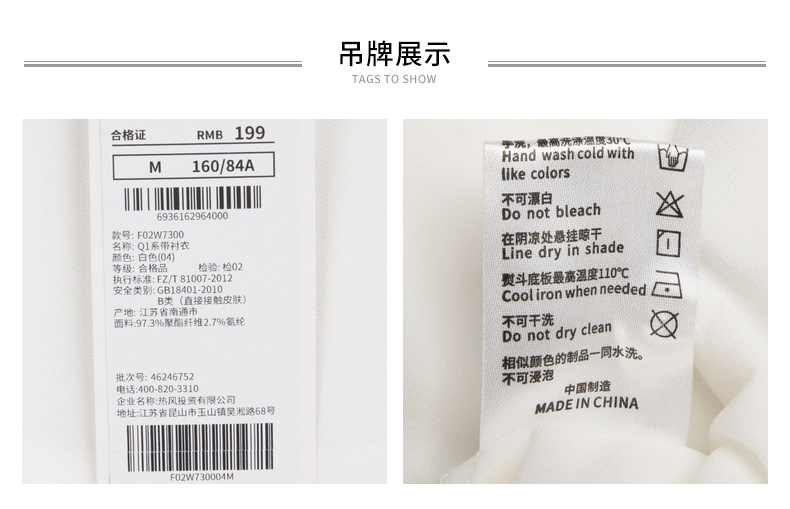 吊牌展示
TAGS TO SHOW
合格证 RMB 199
M 160/84A
6936162964000
款号: F02W7300
名称: Q1系带衬衣
颜色: 白色(04)
等级: 合格品 检验: 检02
执行标准: FZ/T 81007-2012
安全类别: GB18401-2010
B类（直接接触皮肤）
产地: 江苏省南通市
面料:97.3%聚酯纤维2.7%氨纶
批次号: 46246752
电话:400-820-3310
企业名称:热风投资有限公司
地址:江苏省昆山市玉山镇吴淞路68号
F02W730004M
手洗，最高洗涤温度30℃
Hand wash cold with
like colors
不可漂白
Do not bleach
在阴凉处悬挂晾干
Line dry in shade
熨斗底板最高温度110℃
Cool iron when needed
不可干洗
Do not dry clean
相似颜色的制品一同水洗。
不可浸泡
中国制造
MADE IN CHINA